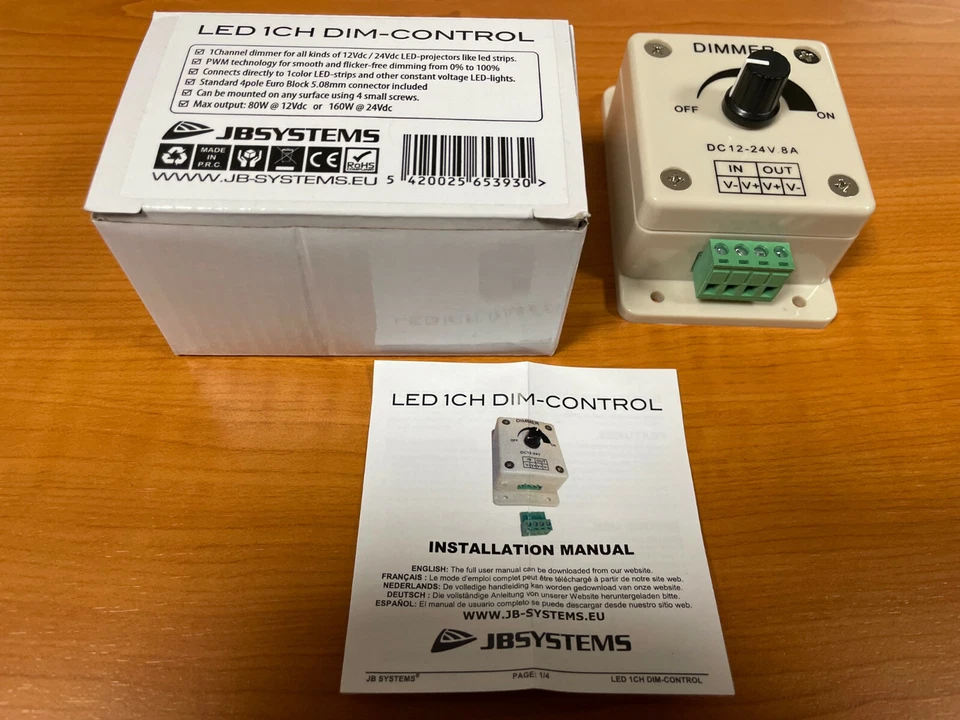 LED 1CH DIM-CONTROL
1Channel dimmer for all kinds of 12Vdc / 24Vdc LED-projectors like led strips.
PWM technology for smooth and flicker-free dimming from 0% to 100%
Connects directly to 1color LED-strips and other constant voltage LED-lights.
Standard 4pole Euro Block 5.08mm connector included
Can be mounted on any surface using 4 small screws.
Max output: 80W @ 12Vdc or 160W @ 24Vdc
JBSYSTEMS
MADE
IN
P.R.C.
CE
RoHS
WWWW.JB-SYSTEMS.EU
5 420025 653930 >
DIMMER
OFF
ON
DC 12-24V 8A
IN OUT
V- V+ V+ V-
LED 1CH DIM-CONTROL
DIMMER
OFF
ON
INSTALLATION MANUAL
ENGLISH: The full user manual can be downloaded from our website.
FRANÇAIS : Le mode d'emploi complet peut être téléchargé à partir de notre site web.
NEDERLANDS: De volledige handleiding kan worden gedownload van onze website.
DEUTSCH : Die vollständige Anleitung von unserer Website heruntergeladen bitte.
ESPAÑOL: El manual de usuario completo se puede descargar desde nuestro sitio web.
WWW.JB-SYSTEMS.EU
JBSYSTEMS
JB SYSTEMS® PAGE: 1/4 LED 1CH DIM-CONTROL